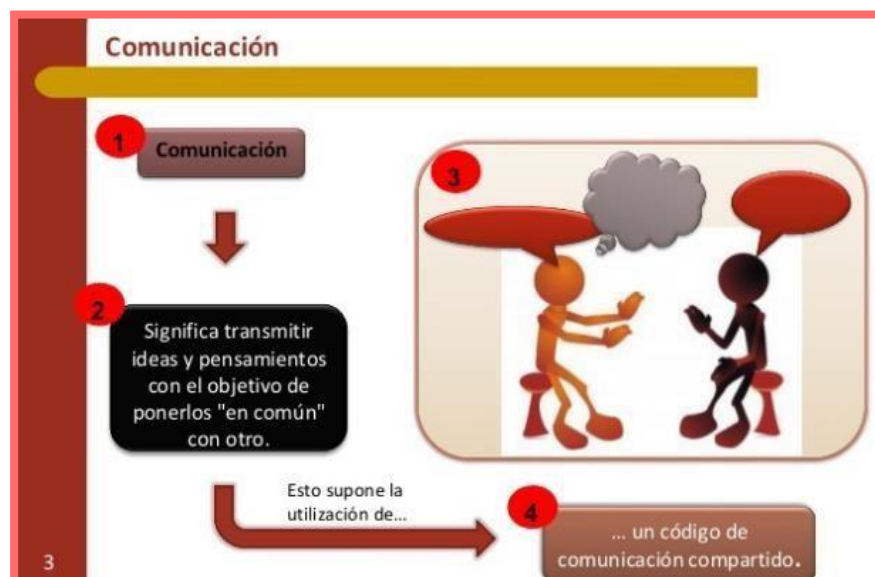 Comunicación
1
Comunicación
2
Significa transmitir
ideas y pensamientos
con el objetivo de
ponerlos "en común"
con otro.
3
Esto supone la
utilización de...
4
... un código de
comunicación compartido.
3